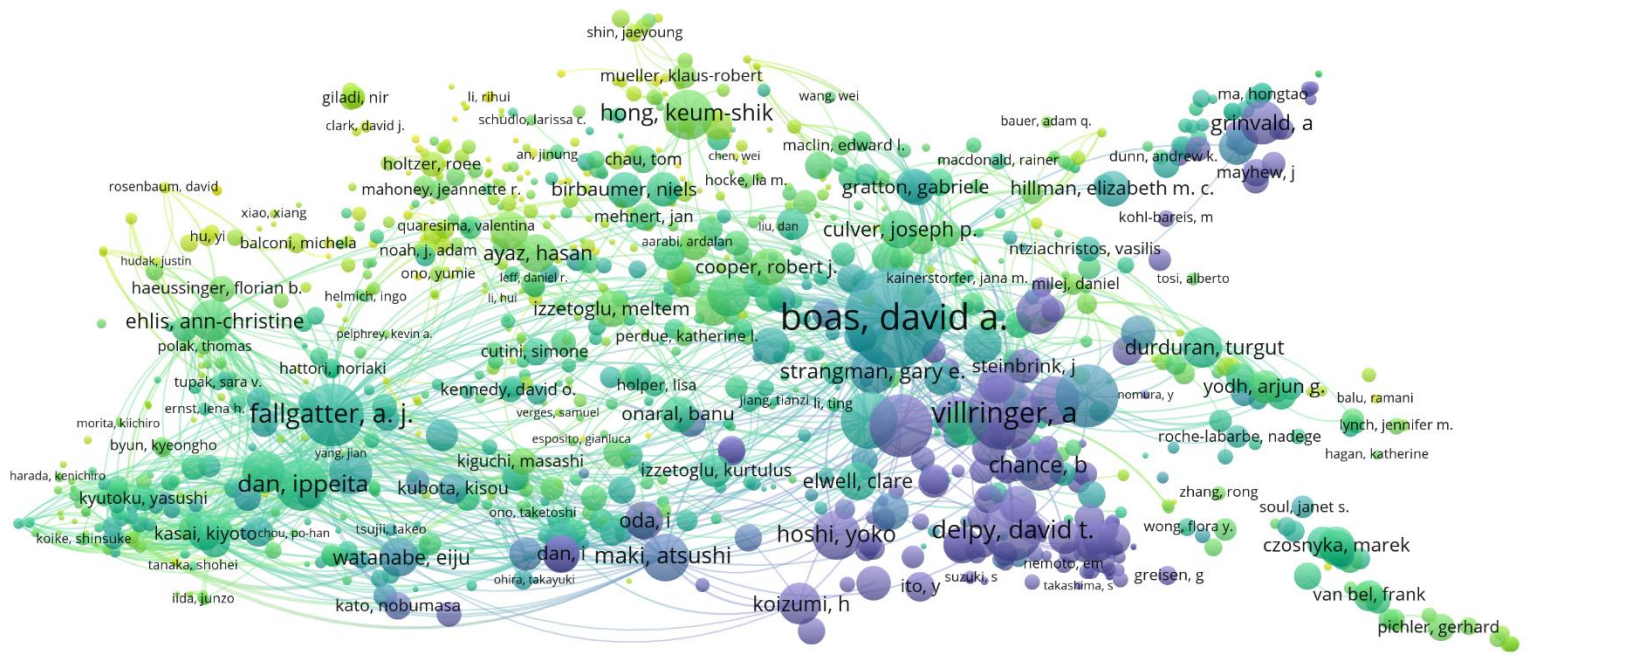 shin, jaeyoung
mueller, klaus-robert
giladi, nir
li, rihui
wang, wei
ma, hongtao
clark, david j.
schudlo, larissa c.
hong, keum-shik
bauer, adam q.
grinvald, a
holtzer, roee
an, jinung
chau, tom
chen, wei
maclin, edward l.
macdonald, rainer
dunn, andrew k.
mayhew, j
rosenbaum, david
mahoney, jeannette r.
birbaumer, niels
hocke, lia m.
gratton, gabriele
hillman, elizabeth m. c.
xiao, xiang
quaresima, valentina
mehnert, jan
liu, dan
culver, joseph p.
kohl-bareis, m
hu, yi
balconi, michela
noah, j. adam
ayaz, hasan
aarabi, ardalan
ntziachristos, vasilis
hudak, justin
ono, yumie
leff, daniel r.
cooper, robert j.
kainerstorfer, jana m.
milej, daniel
tosi, alberto
haeussinger, florian b.
helmich, ingo
li, hui
izzetoglu, meltem
boas, david a.
ehlis, ann-christine
pelphrey, kevin a.
perdue, katherine l.
polak, thomas
cutini, simone
durduran, turgut
hattori, noriaki
strangman, gary e.
steinbrink, j
tupak, sara v.
kennedy, david o.
holper, lisa
yodh, arjun g.
ernst, lena h.
fallgatter, a. j.
verges, samuel
onaral, banu
jiang, tianzi
li, ting
villringer, a
nomura, y
balu, ramani
morita, kiichiro
lynch, jennifer m.
byun, kyeongho
yang, jian
esposito, gianluca
roche-labarbe, nadege
hagan, katherine
harada, kenichiro
kiguchi, masashi
izzetoglu, kurtulus
chance, b
dan, ippeita
kubota, kisou
elwell, clare
kyutoku, yasushi
zhang, rong
ono, taketoshi
oda, i
soul, janet s.
koike, shinsuke
kasai, kiyoto
chou, po-han
tsujii, takeo
hoshi, yoko
delpy, david t.
wong, flora y.
tanaka, shohei
watanabe, eiju
dan, i
maki, atsushi
czosnyka, marek
ohira, takayuki
suzuki, s
nemoto, em
greisen, g
iida, junzo
kato, nobumasa
koizumi, h
ito, y
takashima, s
van bel, frank
pichler, gerhard